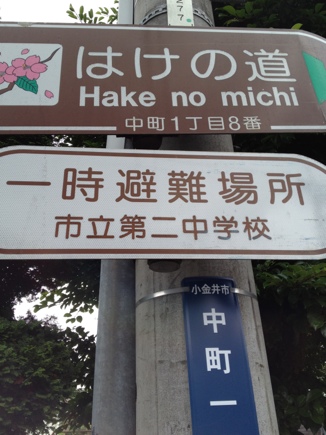 277
はけの道
Hake no michi
中町1丁目8番
一時避難場所
市立第二中学校
小金井市
中町一